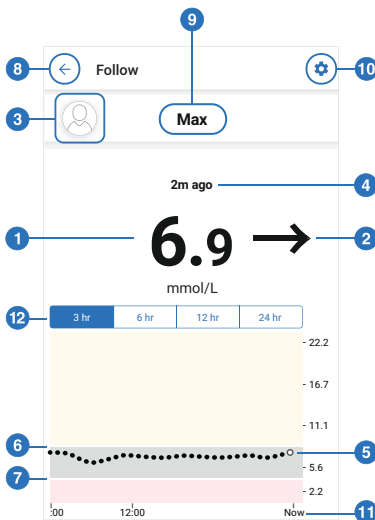 9
8
Follow
10
3
Max
2m ago
4
1
6.9
2
mmol/L
12
3 hr
6 hr
12 hr
24 hr
22.2
16.7
11.1
6
5
5.6
7
2.2
:00
12:00
Now
11